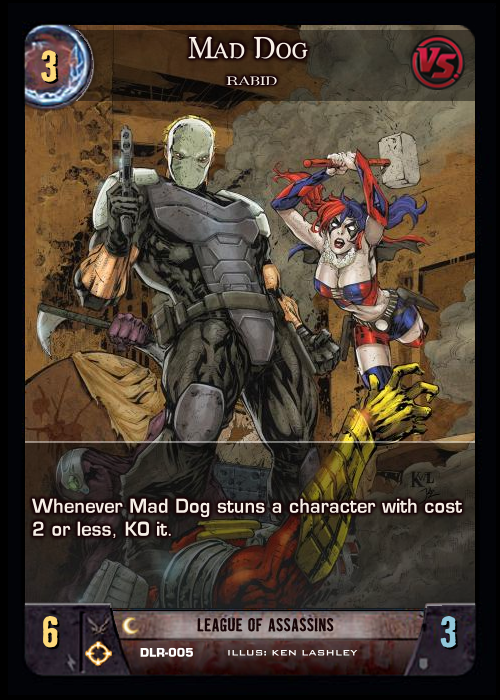 3
MAD DOG
VS
RABID
Whenever Mad Dog stuns a character with cost
2 or less, KO it.
6
LEAGUE OF ASSASSINS
3
DLR-005 ILLUS: KEN LASHLEY